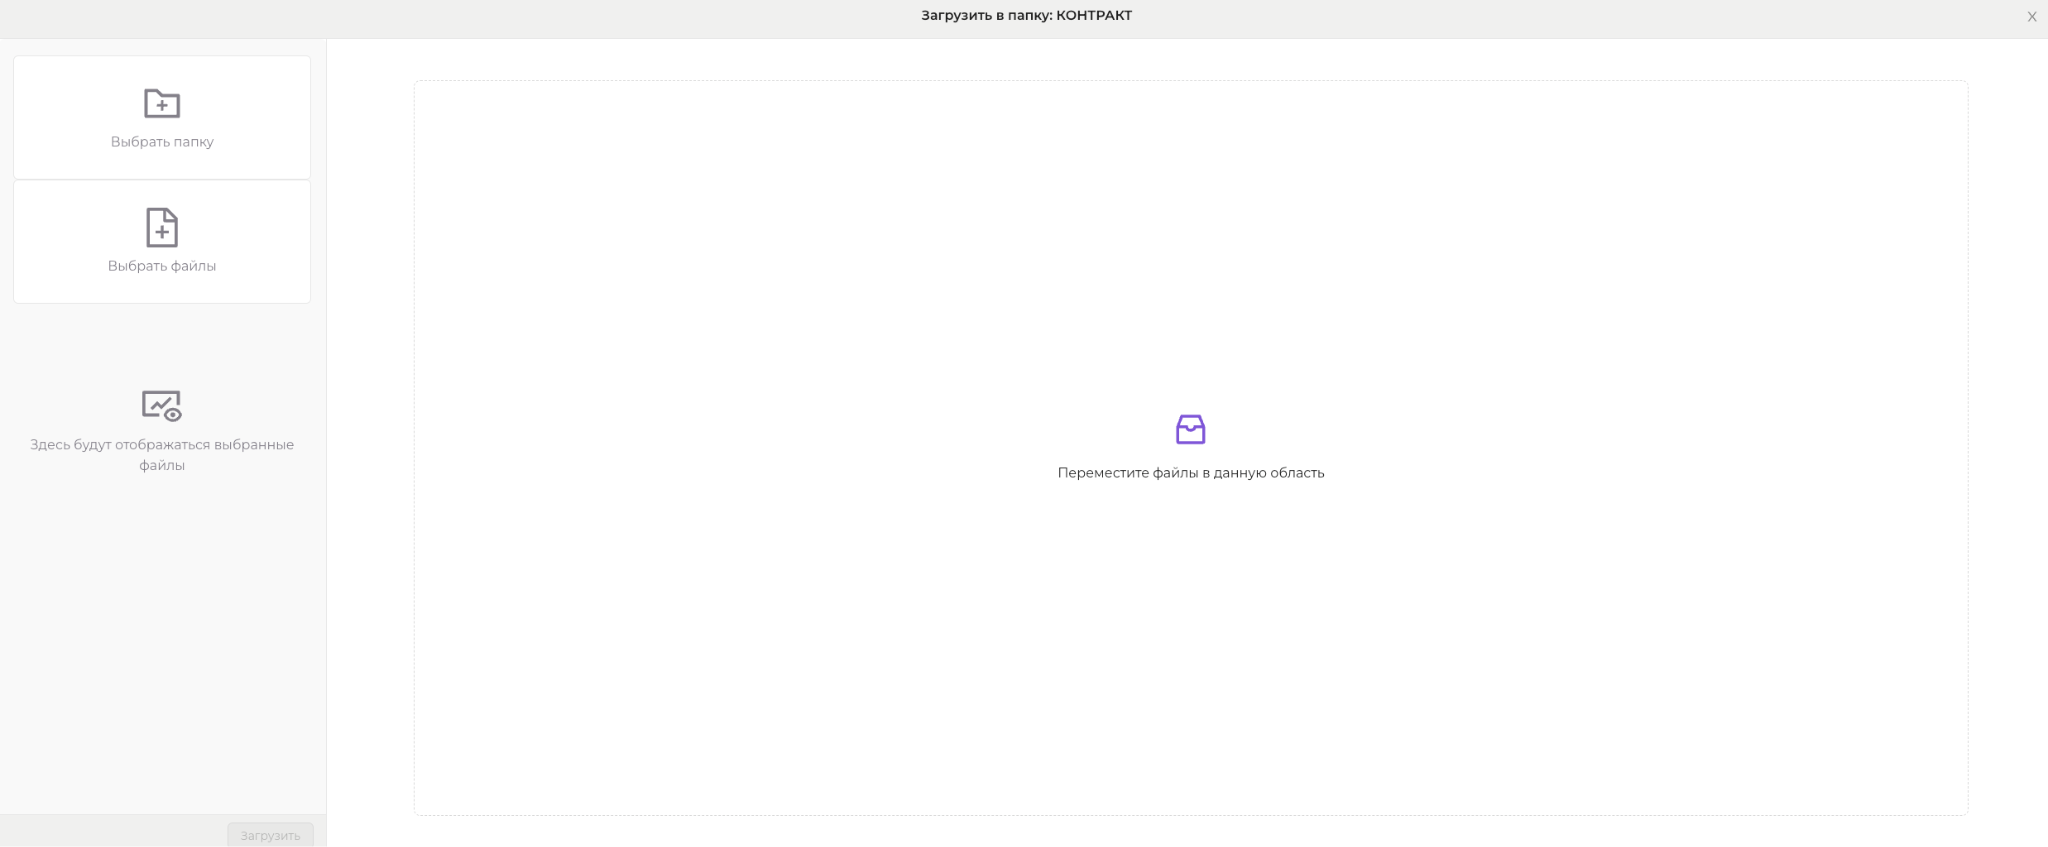 Загрузить в папку: КОНТРАКТ
X
Выбрать папку
Выбрать файлы
Здесь будут отображаться выбранные
файлы
Переместите файлы в данную область
Загрузить